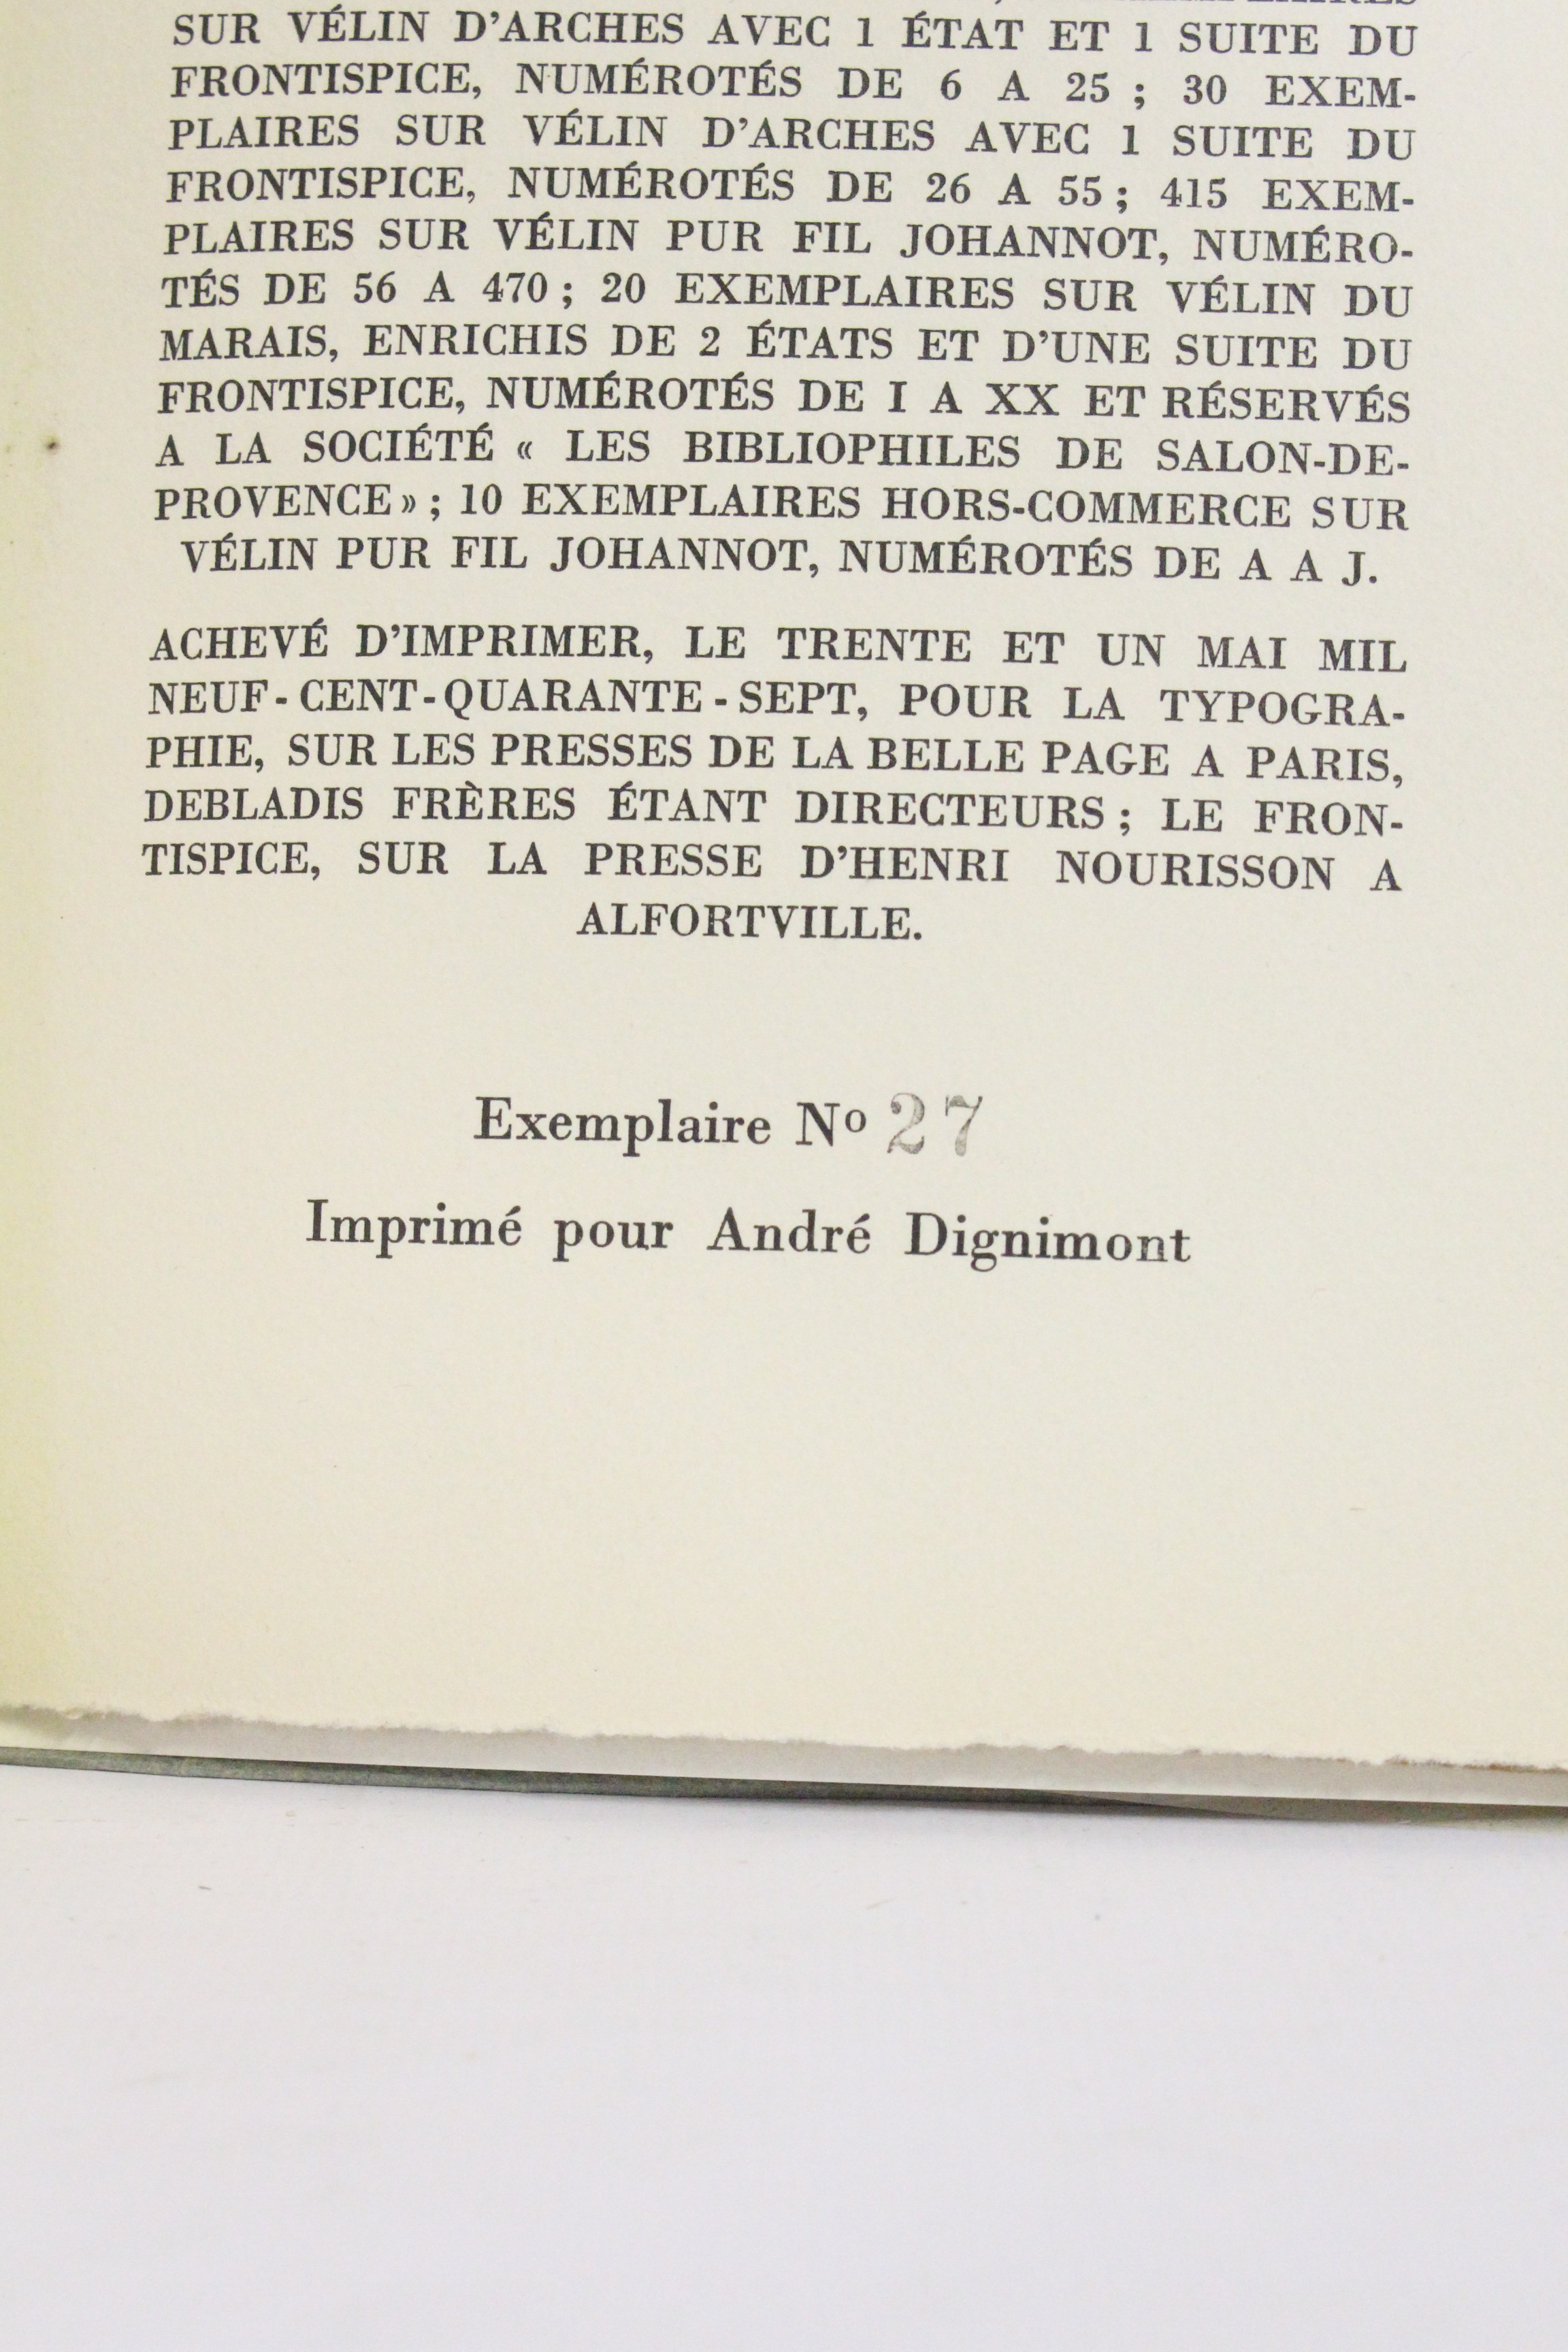 SUR VÉLIN D'ARCHES AVEC 1 ÉTAT ET 1 SUITE DU
FRONTISPICE, NUMÉROTÉS DE 6 A 25 ; 30 EXEM-
PLAIRES SUR VÉLIN D'ARCHES AVEC 1 SUITE DU
FRONTISPICE, NUMÉROTÉS DE 26 A 55 ; 415 EXEM-
PLAIRES SUR VÉLIN PUR FIL JOHANNOT, NUMÉRO-
TÉS DE 56 A 470 ; 20 EXEMPLAIRES SUR VÉLIN DU
MARAIS, ENRICHIS DE 2 ÉTATS ET D'UNE SUITE DU
FRONTISPICE, NUMÉROTÉS DE I A XX ET RÉSERVÉS
A LA SOCIÉTÉ « LES BIBLIOPHILES DE SALON-DE-
PROVENCE » ; 10 EXEMPLAIRES HORS-COMMERCE SUR
VÉLIN PUR FIL JOHANNOT, NUMÉROTÉS DE A A J.
ACHEVÉ D'IMPRIMER, LE TRENTE ET UN MAI MIL
NEUF-CENT-QUARANTE-SEPT, POUR LA TYPOGRA-
PHIE, SUR LES PRESSES DE LA BELLE PAGE A PARIS,
DEBLADIS FRÈRES ÉTANT DIRECTEURS ; LE FRON-
TISPICE, SUR LA PRESSE D'HENRI NOURISSON A
ALFORTVILLE.
Exemplaire Nº 27
Imprimé pour André Dignimont